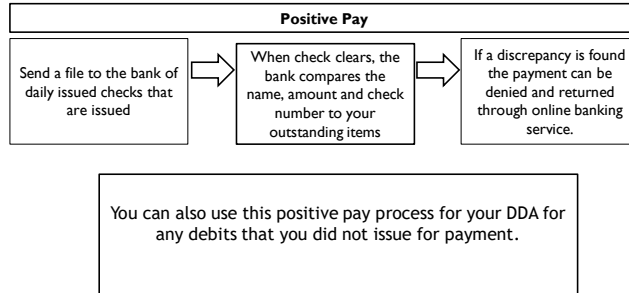 Positive Pay
Send a file to the bank of
daily issued checks that
are issued
When check clears, the
bank compares the
name, amount and check
number to your
outstanding items
If a discrepancy is found
the payment can be
denied and returned
through online banking
service.
You can also use this positive pay process for your DDA for
any debits that you did not issue for payment.